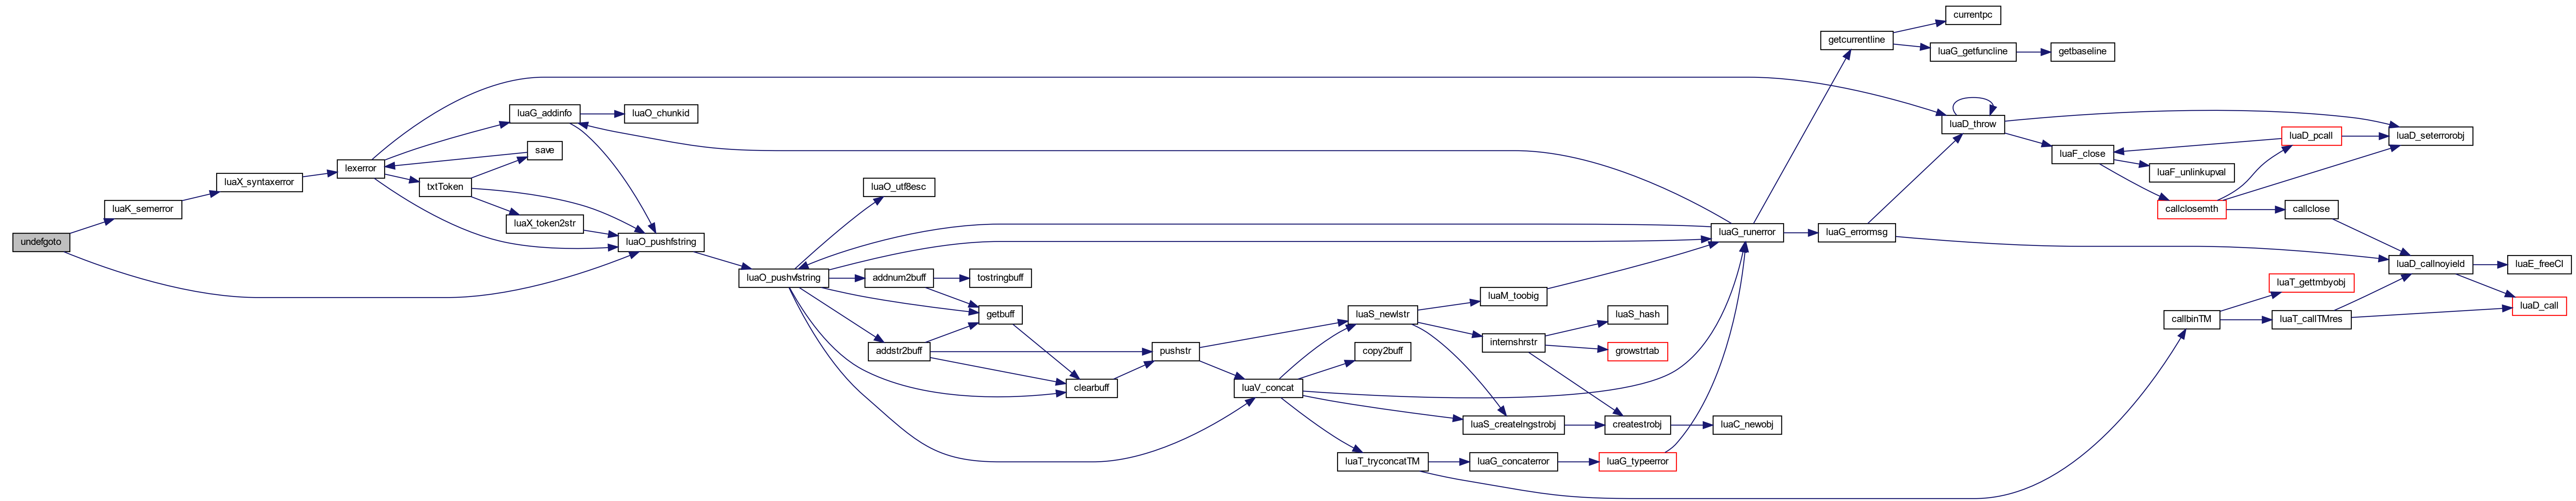 undefgoto
luaK_semerror
luaX_syntaxerror
lexerror
luaG_addinfo
luaO_chunkid
save
txtToken
luaX_token2str
luaO_pushfstring
luaO_pushvfstring
luaO_utf8esc
addnum2buff
tostringbuff
getbuff
addstr2buff
clearbuff
pushstr
luaV_concat
luaS_newlstr
copy2buff
luaT_tryconcatTM
luaM_toobig
internshrstr
luaS_createlngstrobj
luaG_concaterror
luaS_hash
growstrtab
createstrobj
luaG_typeerror
luaC_newobj
luaG_runerror
getcurrentline
currentpc
luaG_getfuncline
getbaseline
luaG_errormsg
luaD_throw
luaF_close
luaF_unlinkupval
callclosemth
luaD_pcall
luaD_seterrorobj
callclose
luaD_callnoyield
luaE_freeCI
luaD_call
callbinTM
luaT_gettmbyobj
luaT_callTMres